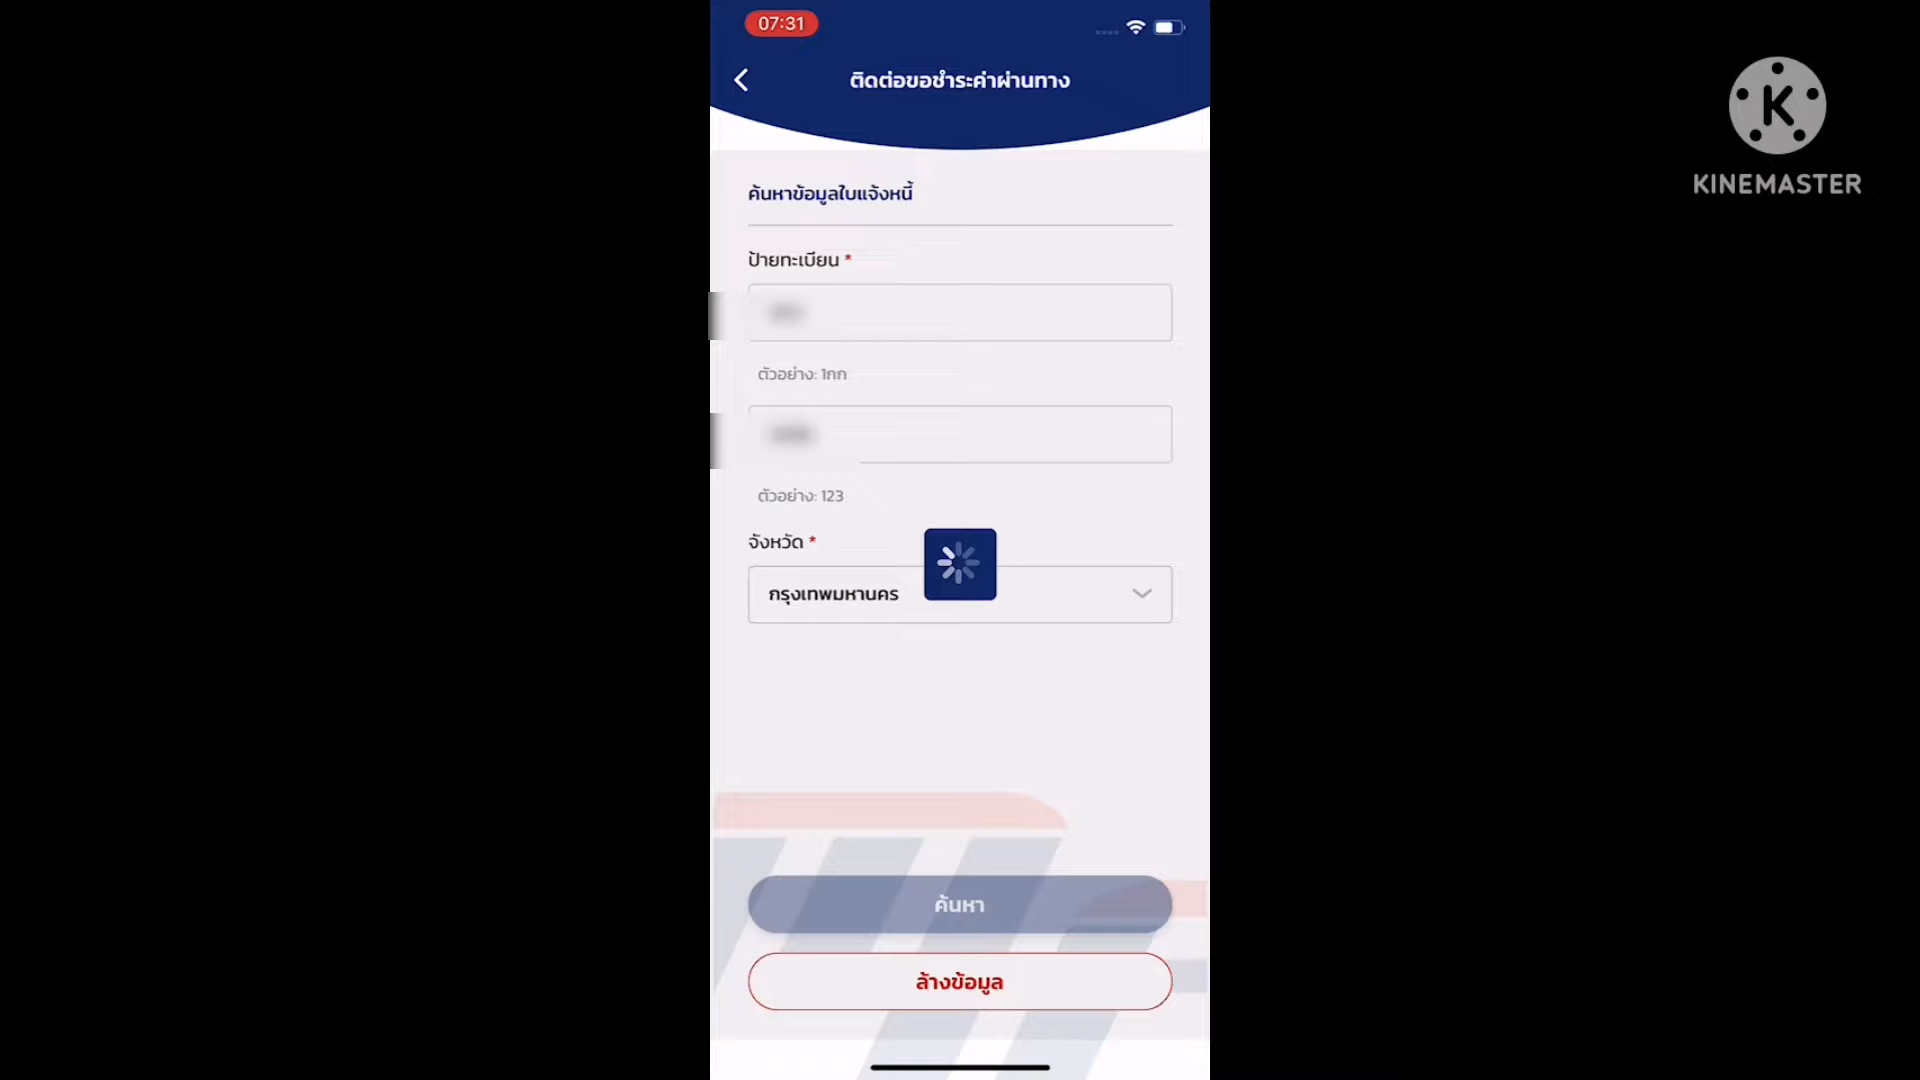 07:31
ติดต่อขอชำระค่าผ่านทาง
K
KINEMASTER
ค้นหาข้อมูลใบแจ้งหนี้
ป้ายทะเบียน *
ตัวอย่าง: 1กก
ตัวอย่าง: 123
จังหวัด *
กรุงเทพมหานคร
ค้นหา
ล้างข้อมูล